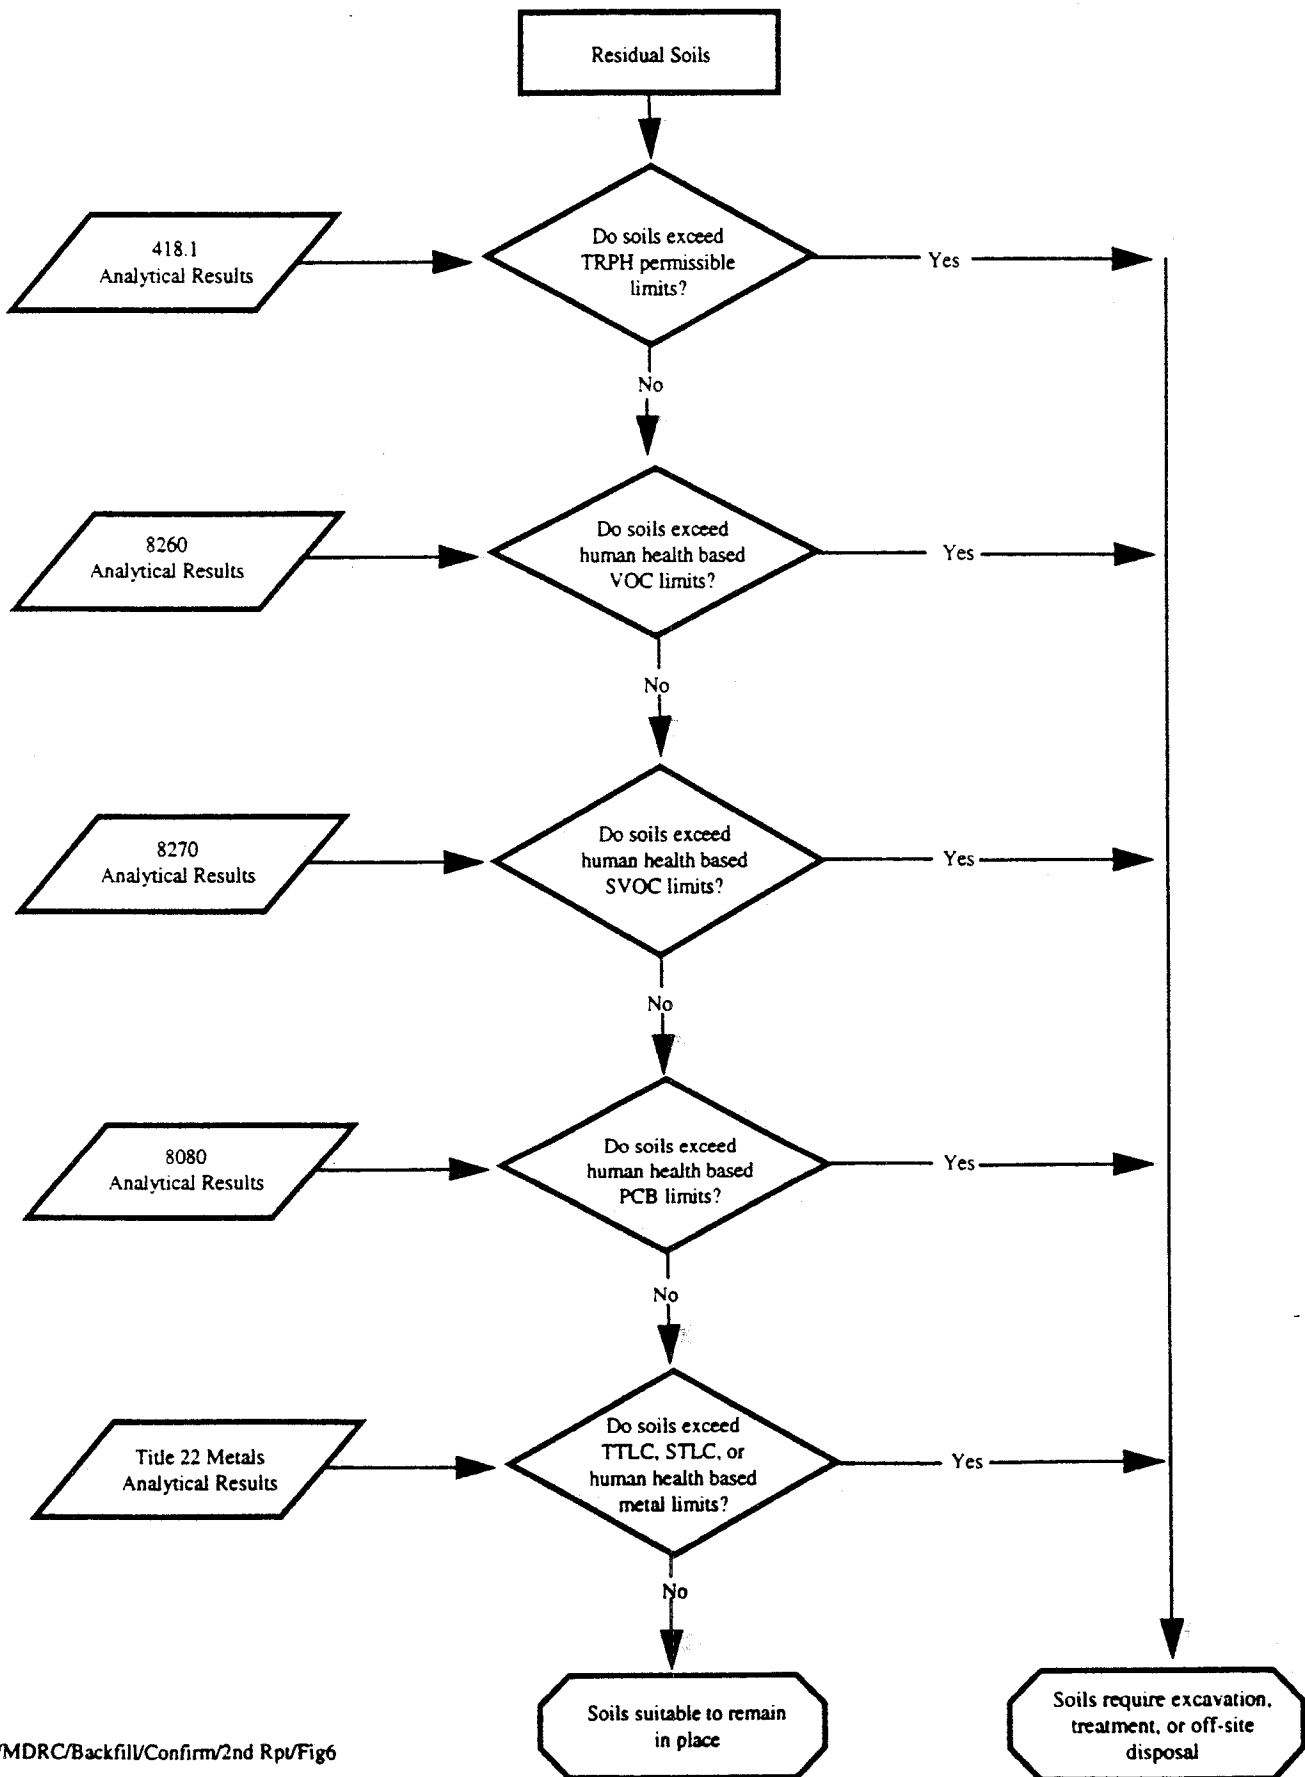 Residual Soils
418.1
Analytical Results
Do soils exceed
TRPH permissible
limits?
Yes
No
8260
Analytical Results
Do soils exceed
human health based
VOC limits?
Yes
No
8270
Analytical Results
Do soils exceed
human health based
SVOC limits?
Yes
No
8080
Analytical Results
Do soils exceed
human health based
PCB limits?
Yes
No
Title 22 Metals
Analytical Results
Do soils exceed
TTLC, STLC, or
human health based
metal limits?
Yes
No
Soils suitable to remain
in place
Soils require excavation,
treatment, or off-site
disposal
/MDRC/Backfill/Confirm/2nd Rpt/Fig6